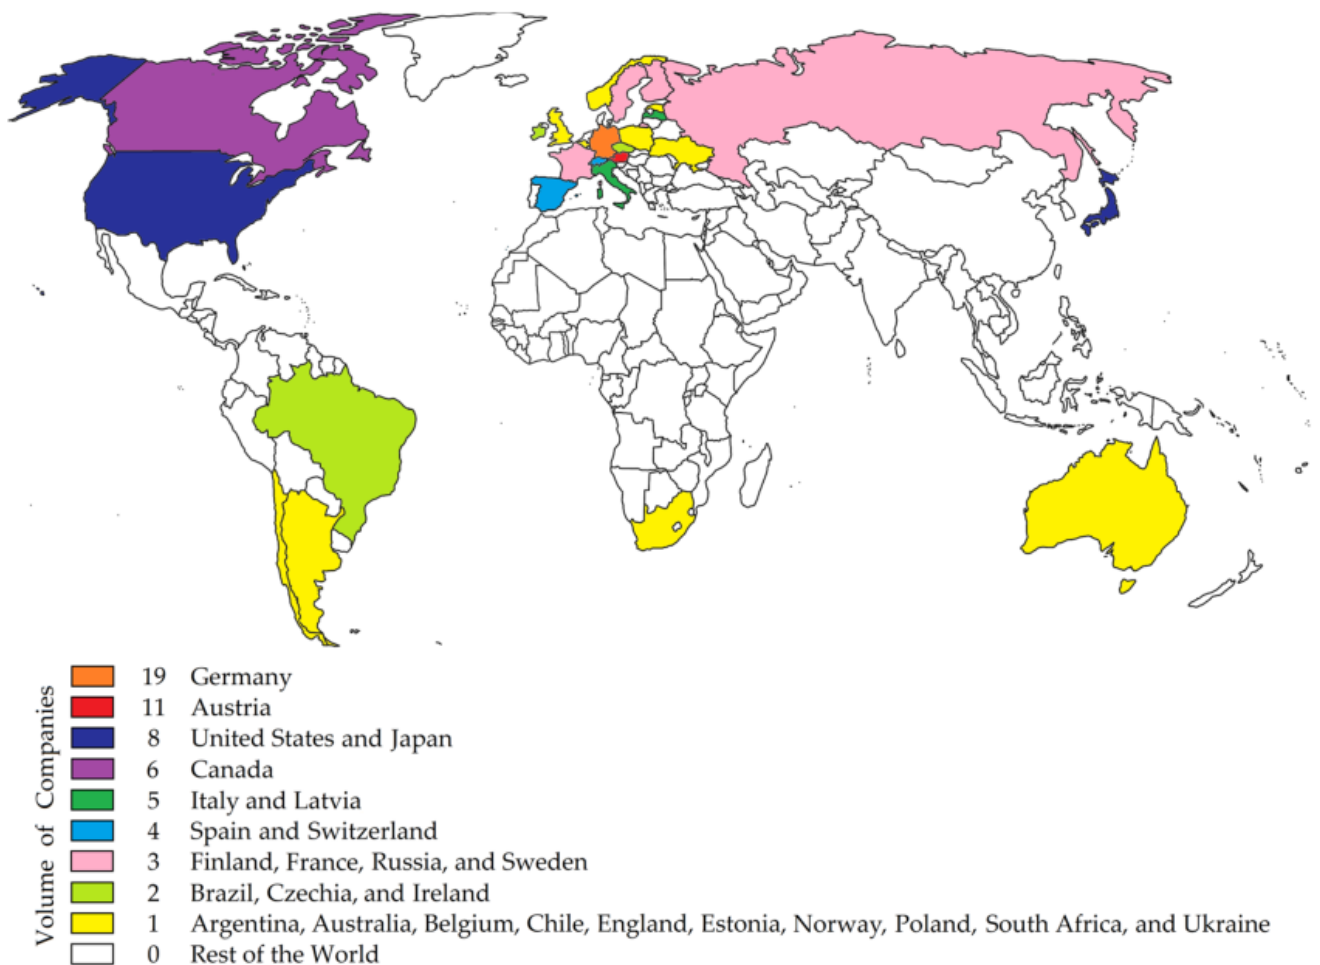 Volume of Companies
19 Germany
11 Austria
8 United States and Japan
6 Canada
5 Italy and Latvia
4 Spain and Switzerland
3 Finland, France, Russia, and Sweden
2 Brazil, Czechia, and Ireland
1 Argentina, Australia, Belgium, Chile, England, Estonia, Norway, Poland, South Africa, and Ukraine
0 Rest of the World